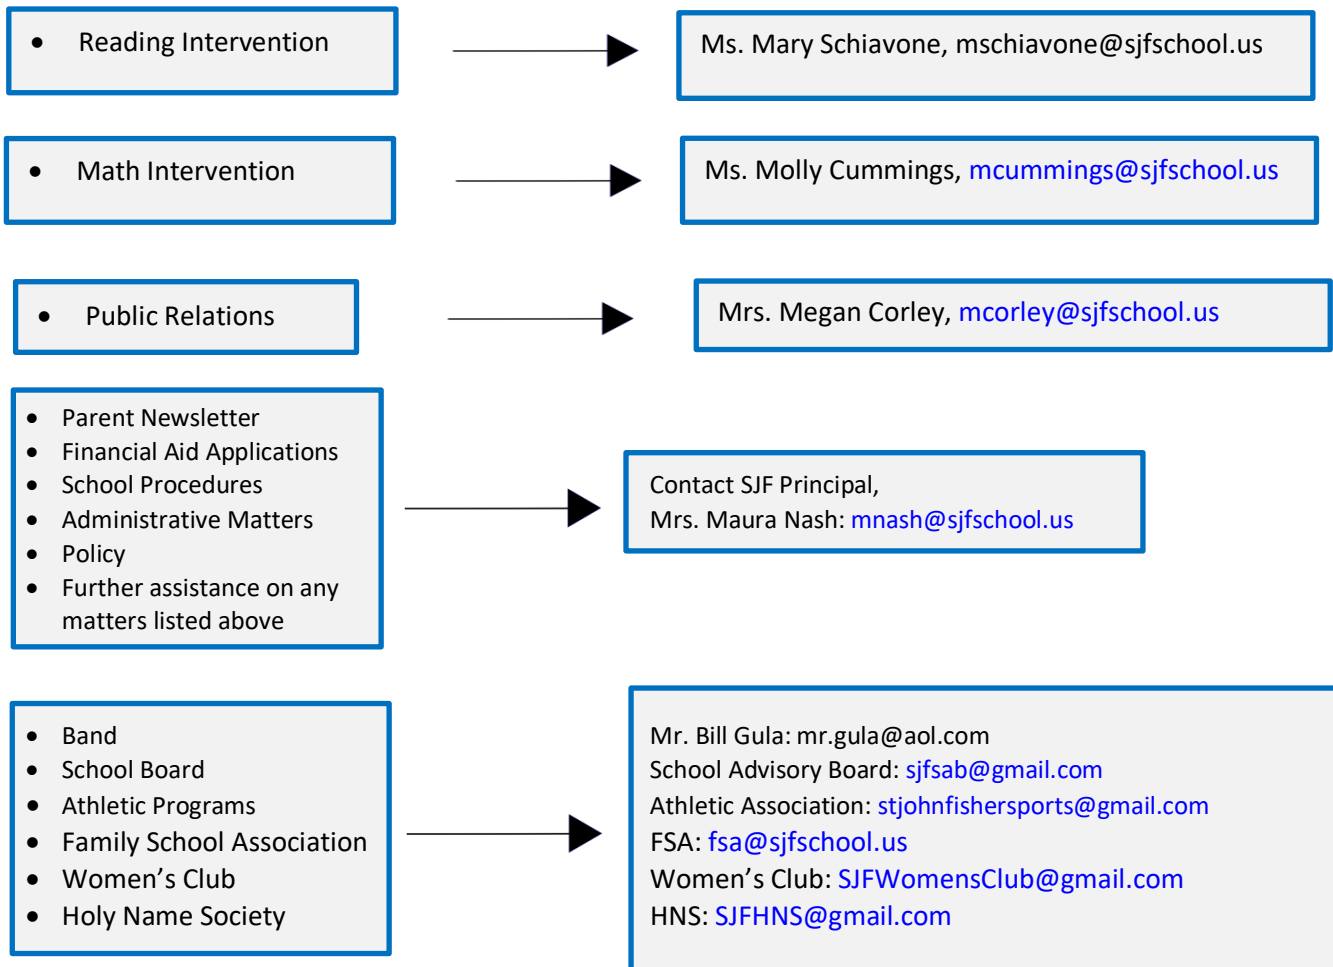 • Reading Intervention
Ms. Mary Schiavone, mschiavone@sjfschool.us
• Math Intervention
Ms. Molly Cummings, mcummings@sjfschool.us
• Public Relations
Mrs. Megan Corley, mcorley@sjfschool.us
• Parent Newsletter
• Financial Aid Applications
• School Procedures
• Administrative Matters
• Policy
• Further assistance on any
matters listed above
Contact SJF Principal,
Mrs. Maura Nash: mnash@sjfschool.us
• Band
• School Board
• Athletic Programs
• Family School Association
• Women’s Club
• Holy Name Society
Mr. Bill Gula: mr.gula@aol.com
School Advisory Board: sjfsab@gmail.com
Athletic Association: stjohnfishersports@gmail.com
FSA: fsa@sjfschool.us
Women’s Club: SJFWomensClub@gmail.com
HNS: SJFHNS@gmail.com